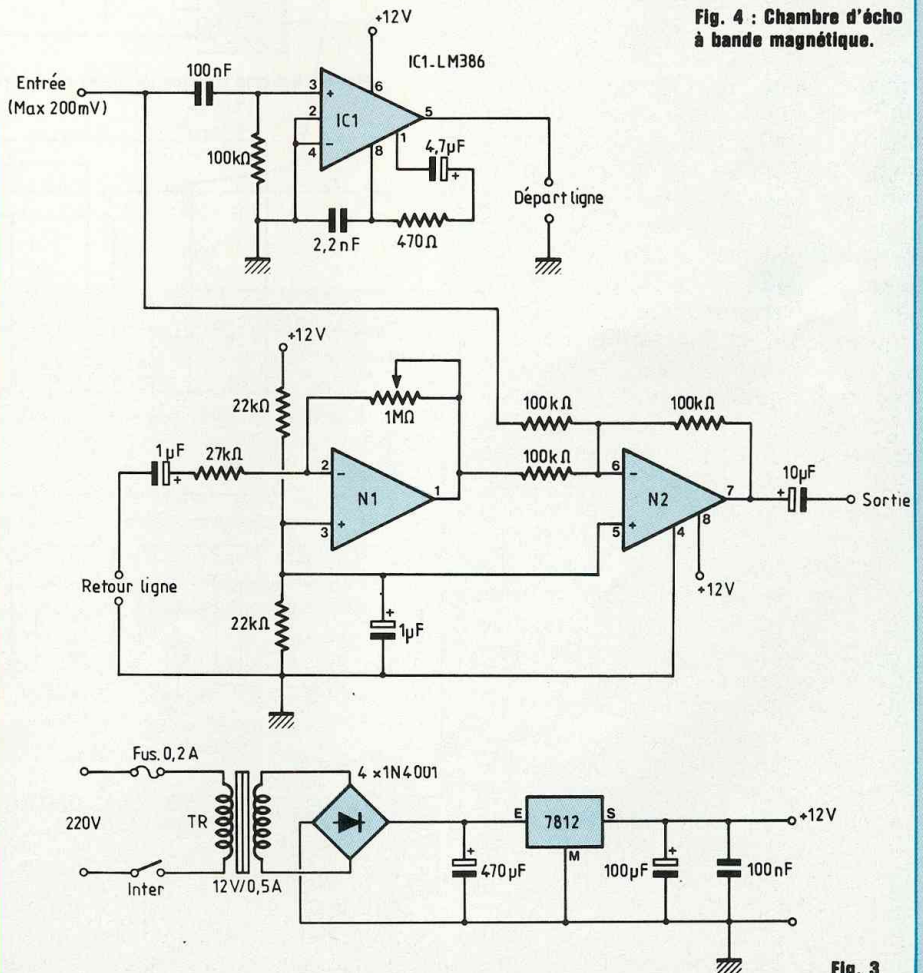 Fig. 4 : Chambre d'écho
à bande magnétique.
+12V
IC1_LM386
100nF
Entrée
(Max 200mV)
3
+
6
2
IC1
5
4
-
1
8
100kΩ
4,7µF
+
Départ ligne
2,2nF
470Ω
+12V
22kΩ
1MΩ
100kΩ
100kΩ
1µF
+
27kΩ
2
-
N1
1
3
+
100kΩ
6
-
N2
7
5
+
4
8
10µF
+
Sortie
+12V
Retour ligne
22kΩ
+
1µF
Fus. 0,2A
4 x1N4001
220V
TR
E
7812
S
+12V
M
+
470µF
+
100µF
100nF
Inter
12V/0,5A
Fig. 3